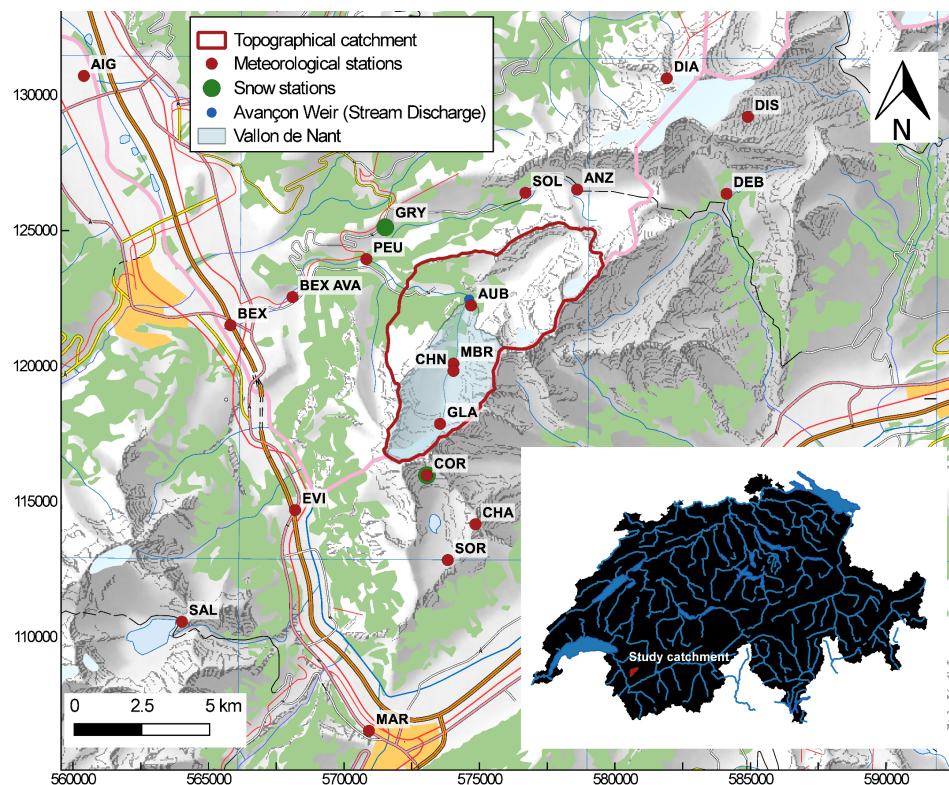 Topographical catchment
Meteorological stations
Snow stations
Avançon Weir (Stream Discharge)
Vallon de Nant
N
AIG
DIA
DIS
SOL
ANZ
DEB
GRY
PEU
BEX AVA
AUB
BEX
MBR
CHN
GLA
COR
EVI
CHA
SOR
SAL
MAR
Study catchment
0 2.5 5 km
130000
125000
120000
115000
110000
560000 565000 570000 575000 580000 585000 590000